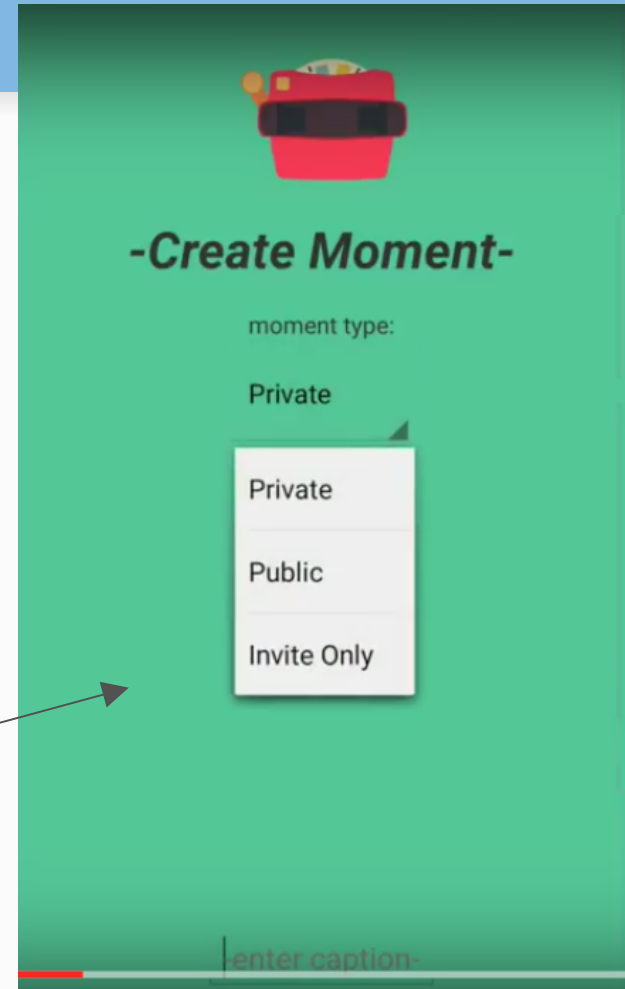 -Create Moment-
moment type:
Private
Private
Public
Invite Only
-enter caption-